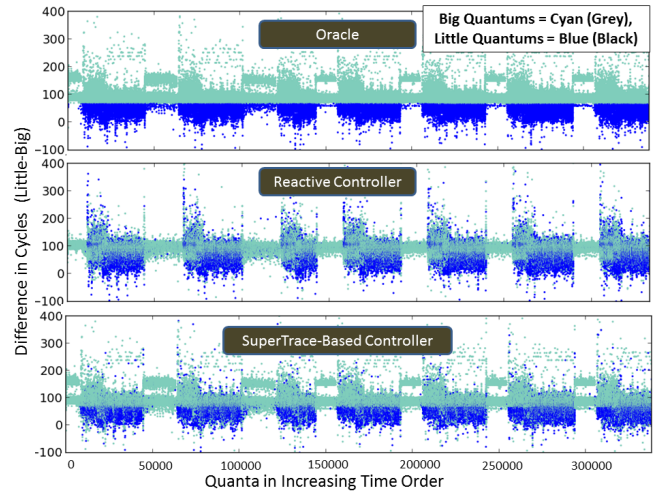 Big Quantums = Cyan (Grey),
Little Quantums = Blue (Black)
Oracle
400
300
200
100
0
-100
Reactive Controller
400
300
200
100
0
-100
SuperTrace-Based Controller
400
300
200
100
0
-100
Difference in Cycles (Little-Big)
0 50000 100000 150000 200000 250000 300000
Quanta in Increasing Time Order